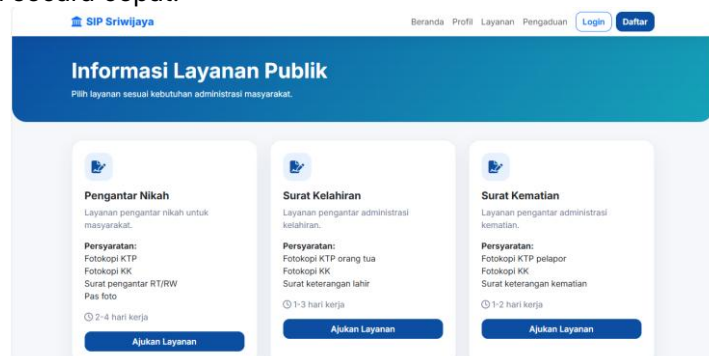 secara cepat.
SIP Sriwijaya
Beranda Profil Layanan Pengaduan Login Daftar
Informasi Layanan Publik
Pilih layanan sesuai kebutuhan administrasi masyarakat.
Pengantar Nikah
Layanan pengantar nikah untuk
masyarakat.
Persyaratan:
Fotokopi KTP
Fotokopi KK
Surat pengantar RT/RW
Pas foto
2-4 hari kerja
Ajukan Layanan
Surat Kelahiran
Layanan pengantar administrasi
kelahiran.
Persyaratan:
Fotokopi KTP orang tua
Fotokopi KK
Surat keterangan lahir
1-3 hari kerja
Ajukan Layanan
Surat Kematian
Layanan pengantar administrasi
kematian.
Persyaratan:
Fotokopi KTP pelapor
Fotokopi KK
Surat keterangan kematian
1-2 hari kerja
Ajukan Layanan